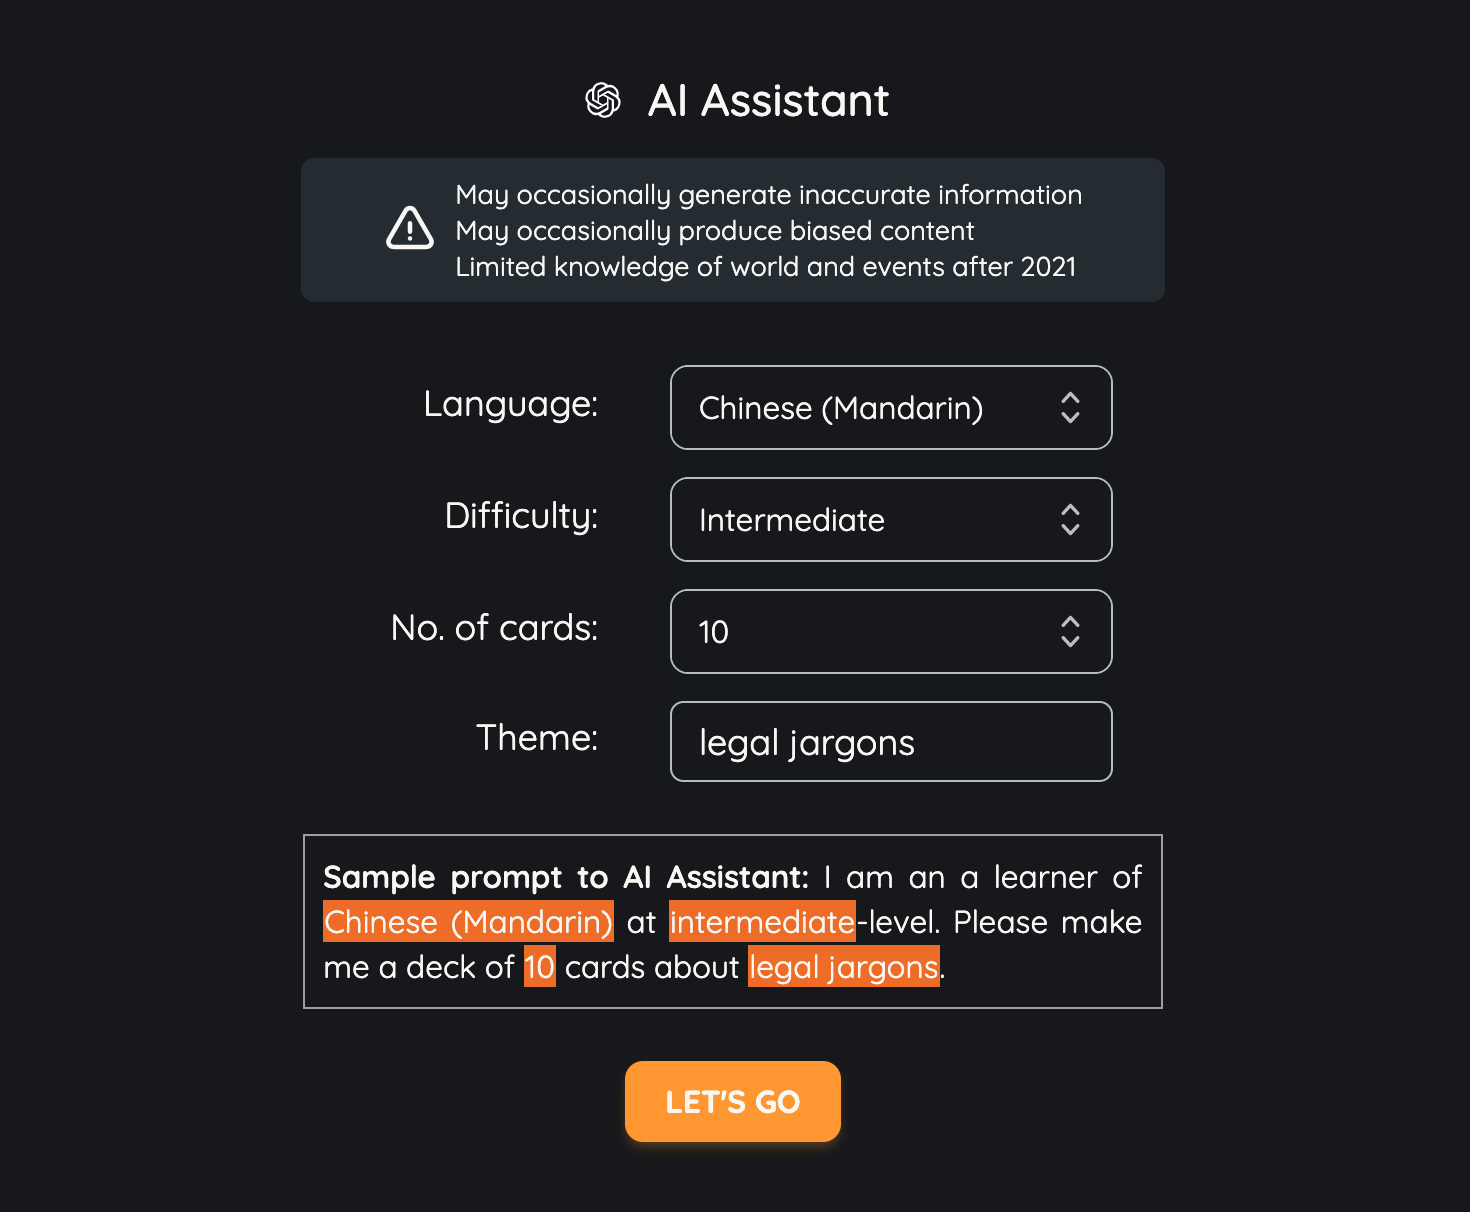 AI Assistant
May occasionally generate inaccurate information
May occasionally produce biased content
Limited knowledge of world and events after 2021
Language:
Chinese (Mandarin)
Difficulty:
Intermediate
No. of cards:
10
Theme:
legal jargons
Sample prompt to AI Assistant: I am an a learner of
Chinese (Mandarin) at intermediate-level. Please make
me a deck of 10 cards about legal jargons.
LET'S GO